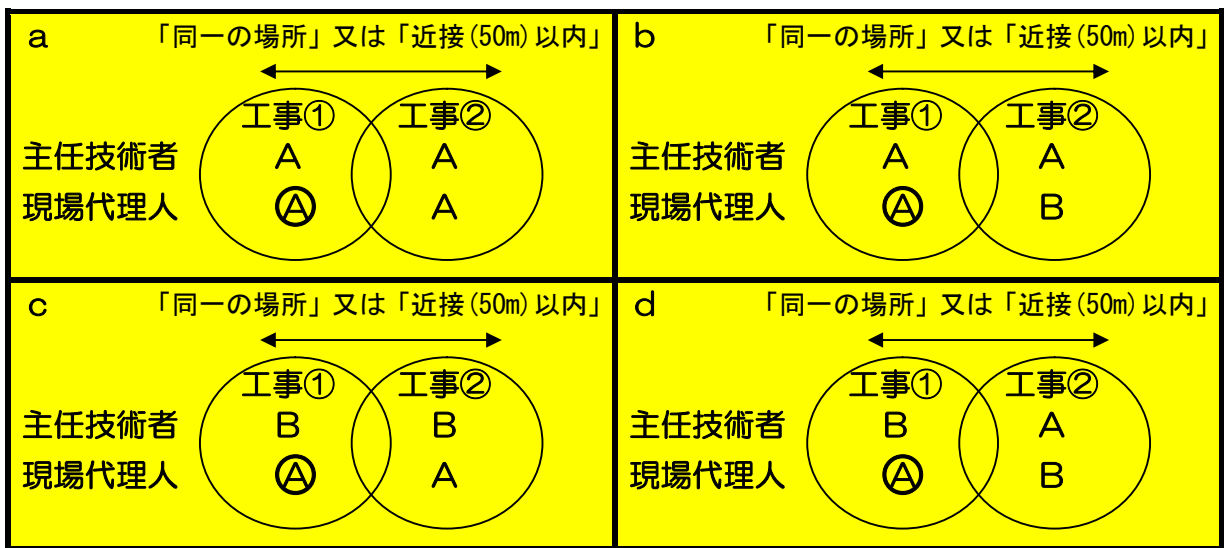 a 「同一の場所」又は「近接(50m)以内」
工事① 工事②
主任技術者 A A
現場代理人 Ⓐ A
b 「同一の場所」又は「近接(50m)以内」
工事① 工事②
主任技術者 A A
現場代理人 Ⓐ B
c 「同一の場所」又は「近接(50m)以内」
工事① 工事②
主任技術者 B B
現場代理人 Ⓐ A
d 「同一の場所」又は「近接(50m)以内」
工事① 工事②
主任技術者 B A
現場代理人 Ⓐ B